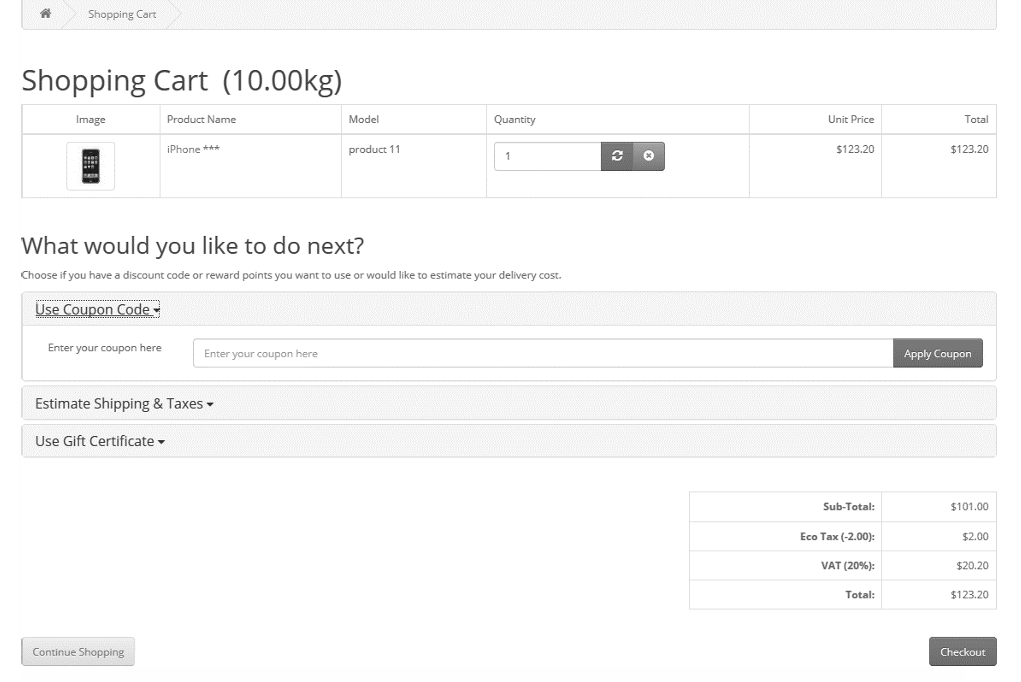 Shopping Cart
Shopping Cart (10.00kg)
Image Product Name Model Quantity Unit Price Total
iPhone *** product 11 1 $123.20 $123.20
What would you like to do next?
Choose if you have a discount code or reward points you want to use or would like to estimate your delivery cost.
Use Coupon Code
Enter your coupon here Enter your coupon here Apply Coupon
Estimate Shipping & Taxes
Use Gift Certificate
Sub-Total: $101.00
Eco Tax (-2.00): $2.00
VAT (20%): $20.20
Total: $123.20
Continue Shopping Checkout